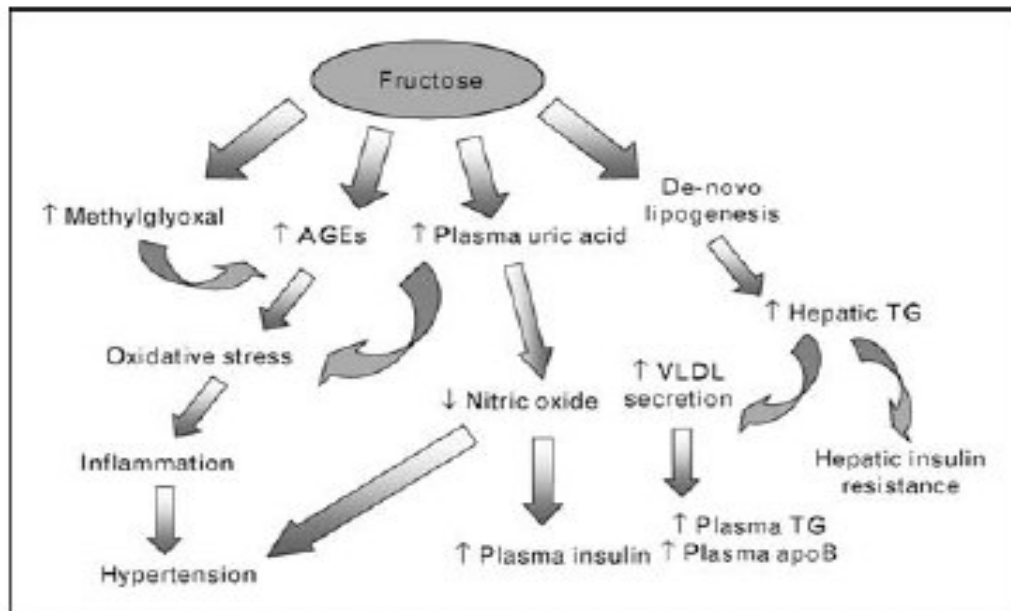 Fructose
↑ Methylglyoxal
↑ AGEs
↑ Plasma uric acid
De-novo
lipogenesis
↑ Hepatic TG
Oxidative stress
↓ Nitric oxide
↑ VLDL
secretion
Inflammation
Hepatic insulin
resistance
Hypertension
↑ Plasma insulin
↑ Plasma TG
↑ Plasma apoB